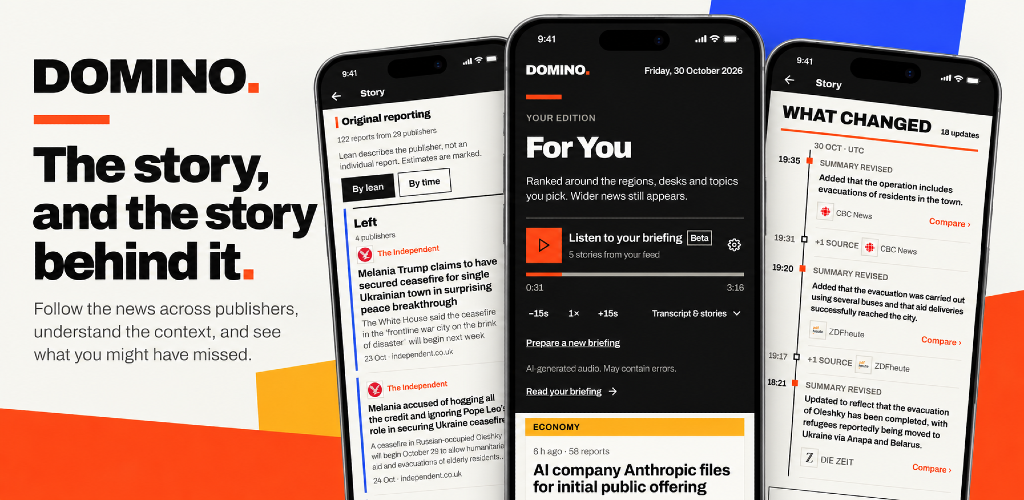 DOMINO.
The story,
and the story
behind it.
Follow the news across publishers,
understand the context, and see
what you might have missed.
9:41
Story
Original reporting
122 reports from 29 publishers
Lean describes the publisher, not an
individual report. Estimates are marked.
By lean
By time
Left
4 publishers
The Independent
Melania Trump claims to have
secured ceasefire for single
Ukrainian town in surprising
peace breakthrough
The White House said the ceasefire
in the 'frontline war city on the brink
of disaster' will begin next week
23 Oct · independent.co.uk
The Independent
Melania accused of hogging all
the credit and ignoring Pope Leo's
role in securing Ukraine ceasefire
A ceasefire in Russian-occupied Oleshky
will begin October 29 to allow humanitarian
aid and evacuations of elderly residents...
24 Oct · independent.co.uk
9:41
DOMINO.
Friday, 30 October 2026
YOUR EDITION
For You
Ranked around the regions, desks and topics
you pick. Wider news still appears.
Listen to your briefing Beta
5 stories from your feed
0:31
3:16
−15s
1×
+15s
Transcript & stories
Prepare a new briefing
AI-generated audio. May contain errors.
Read your briefing →
ECONOMY
6 h ago · 58 reports
AI company Anthropic files
for initial public offering
9:41
Story
WHAT CHANGED
18 updates
30 OCT · UTC
19:35
SUMMARY REVISED
Added that the operation includes
evacuations of residents in the town.
CBC News
Compare ›
19:31
+1 SOURCE
CBC News
19:20
SUMMARY REVISED
Added that the evacuation was carried out
using several buses and that aid deliveries
successfully reached the city.
ZDFheute
Compare ›
19:17
+1 SOURCE
ZDFheute
18:21
SUMMARY REVISED
Updated to reflect that the evacuation
of Oleshky has been completed, with
refugees reportedly being moved to
Ukraine via Anapa and Belarus.
Z
DIE ZEIT
Compare ›